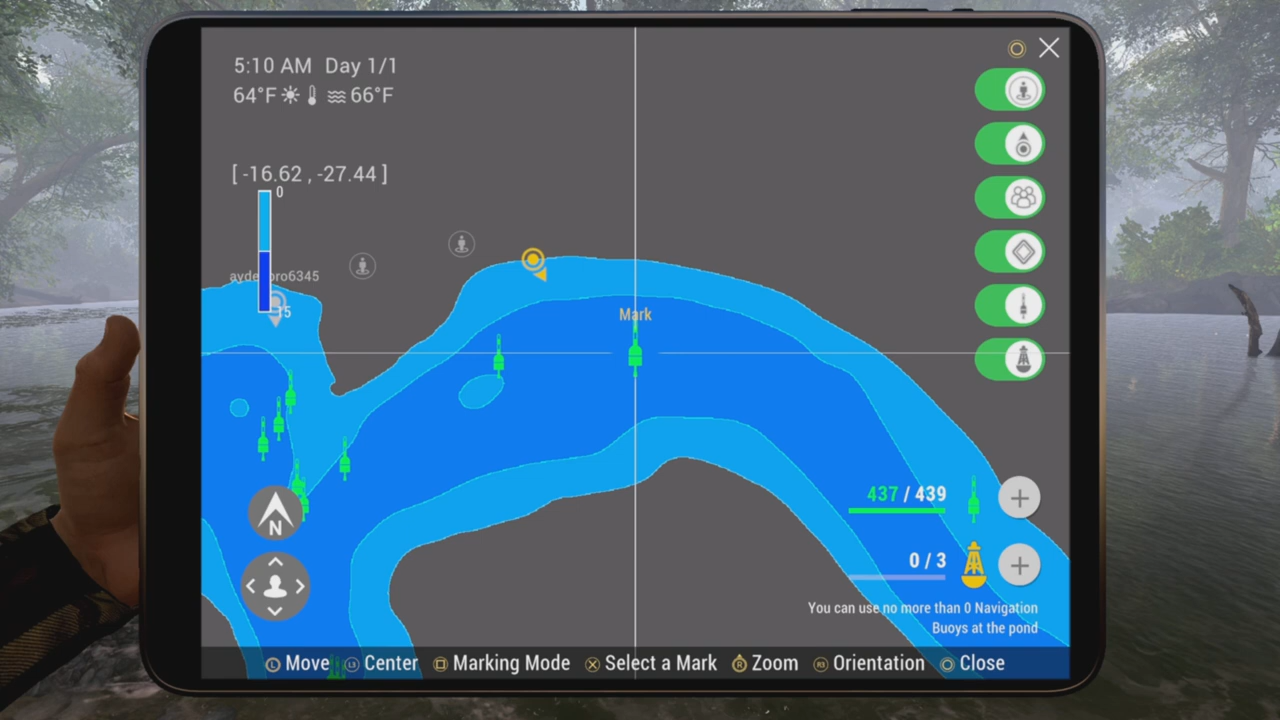 5:10 AM Day 1/1
64°F 66°F
[ -16.62 , -27.44 ]
0
15
Mark
N
437 / 439
0 / 3
You can use no more than 0 Navigation
Buoys at the pond
L Move L3 Center Marking Mode Select a Mark R Zoom R3 Orientation Close